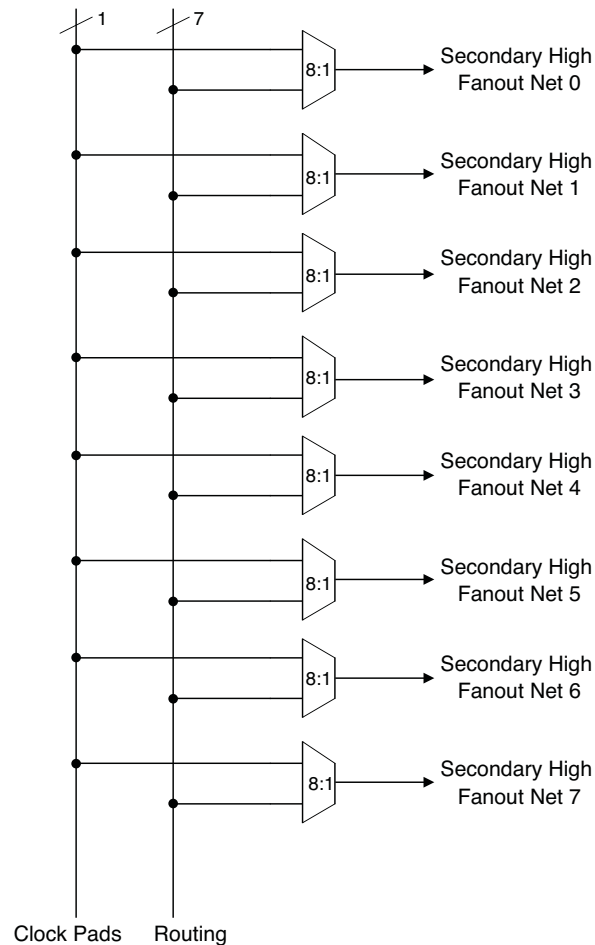 1
7
8:1
Secondary High
Fanout Net 0
8:1
Secondary High
Fanout Net 1
8:1
Secondary High
Fanout Net 2
8:1
Secondary High
Fanout Net 3
8:1
Secondary High
Fanout Net 4
8:1
Secondary High
Fanout Net 5
8:1
Secondary High
Fanout Net 6
8:1
Secondary High
Fanout Net 7
Clock Pads
Routing